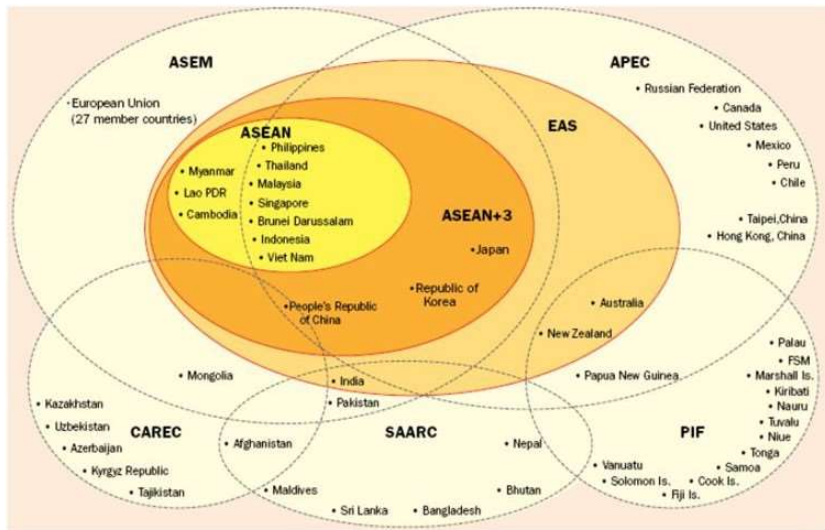 ASEM
APEC
• Russian Federation
• Canada
• United States
• Mexico
• Peru
• Chile
• Taipei,China
• Hong Kong, China
•European Union
(27 member countries)
EAS
ASEAN
• Philippines
• Thailand
• Malaysia
• Singapore
• Brunei Darussalam
• Indonesia
• Viet Nam
• Myanmar
• Lao PDR
• Cambodia
ASEAN+3
•Japan
•Republic of
Korea
•People's Republic
of China
• Australia
• New Zealand
• Papua New Guinea
• Mongolia
•India
• Pakistan
• Kazakhstan
• Uzbekistan
• Azerbaijan
• Kyrgyz Republic
• Tajikistan
CAREC
• Afghanistan
SAARC
• Nepal
• Maldives
• Sri Lanka
• Bangladesh
• Bhutan
PIF
• Palau
• FSM
• Marshall Is.
• Kiribati
• Nauru
• Tuvalu
• Niue
• Tonga
• Samoa
• Cook Is.
• Fiji Is.
• Solomon Is.
• Vanuatu